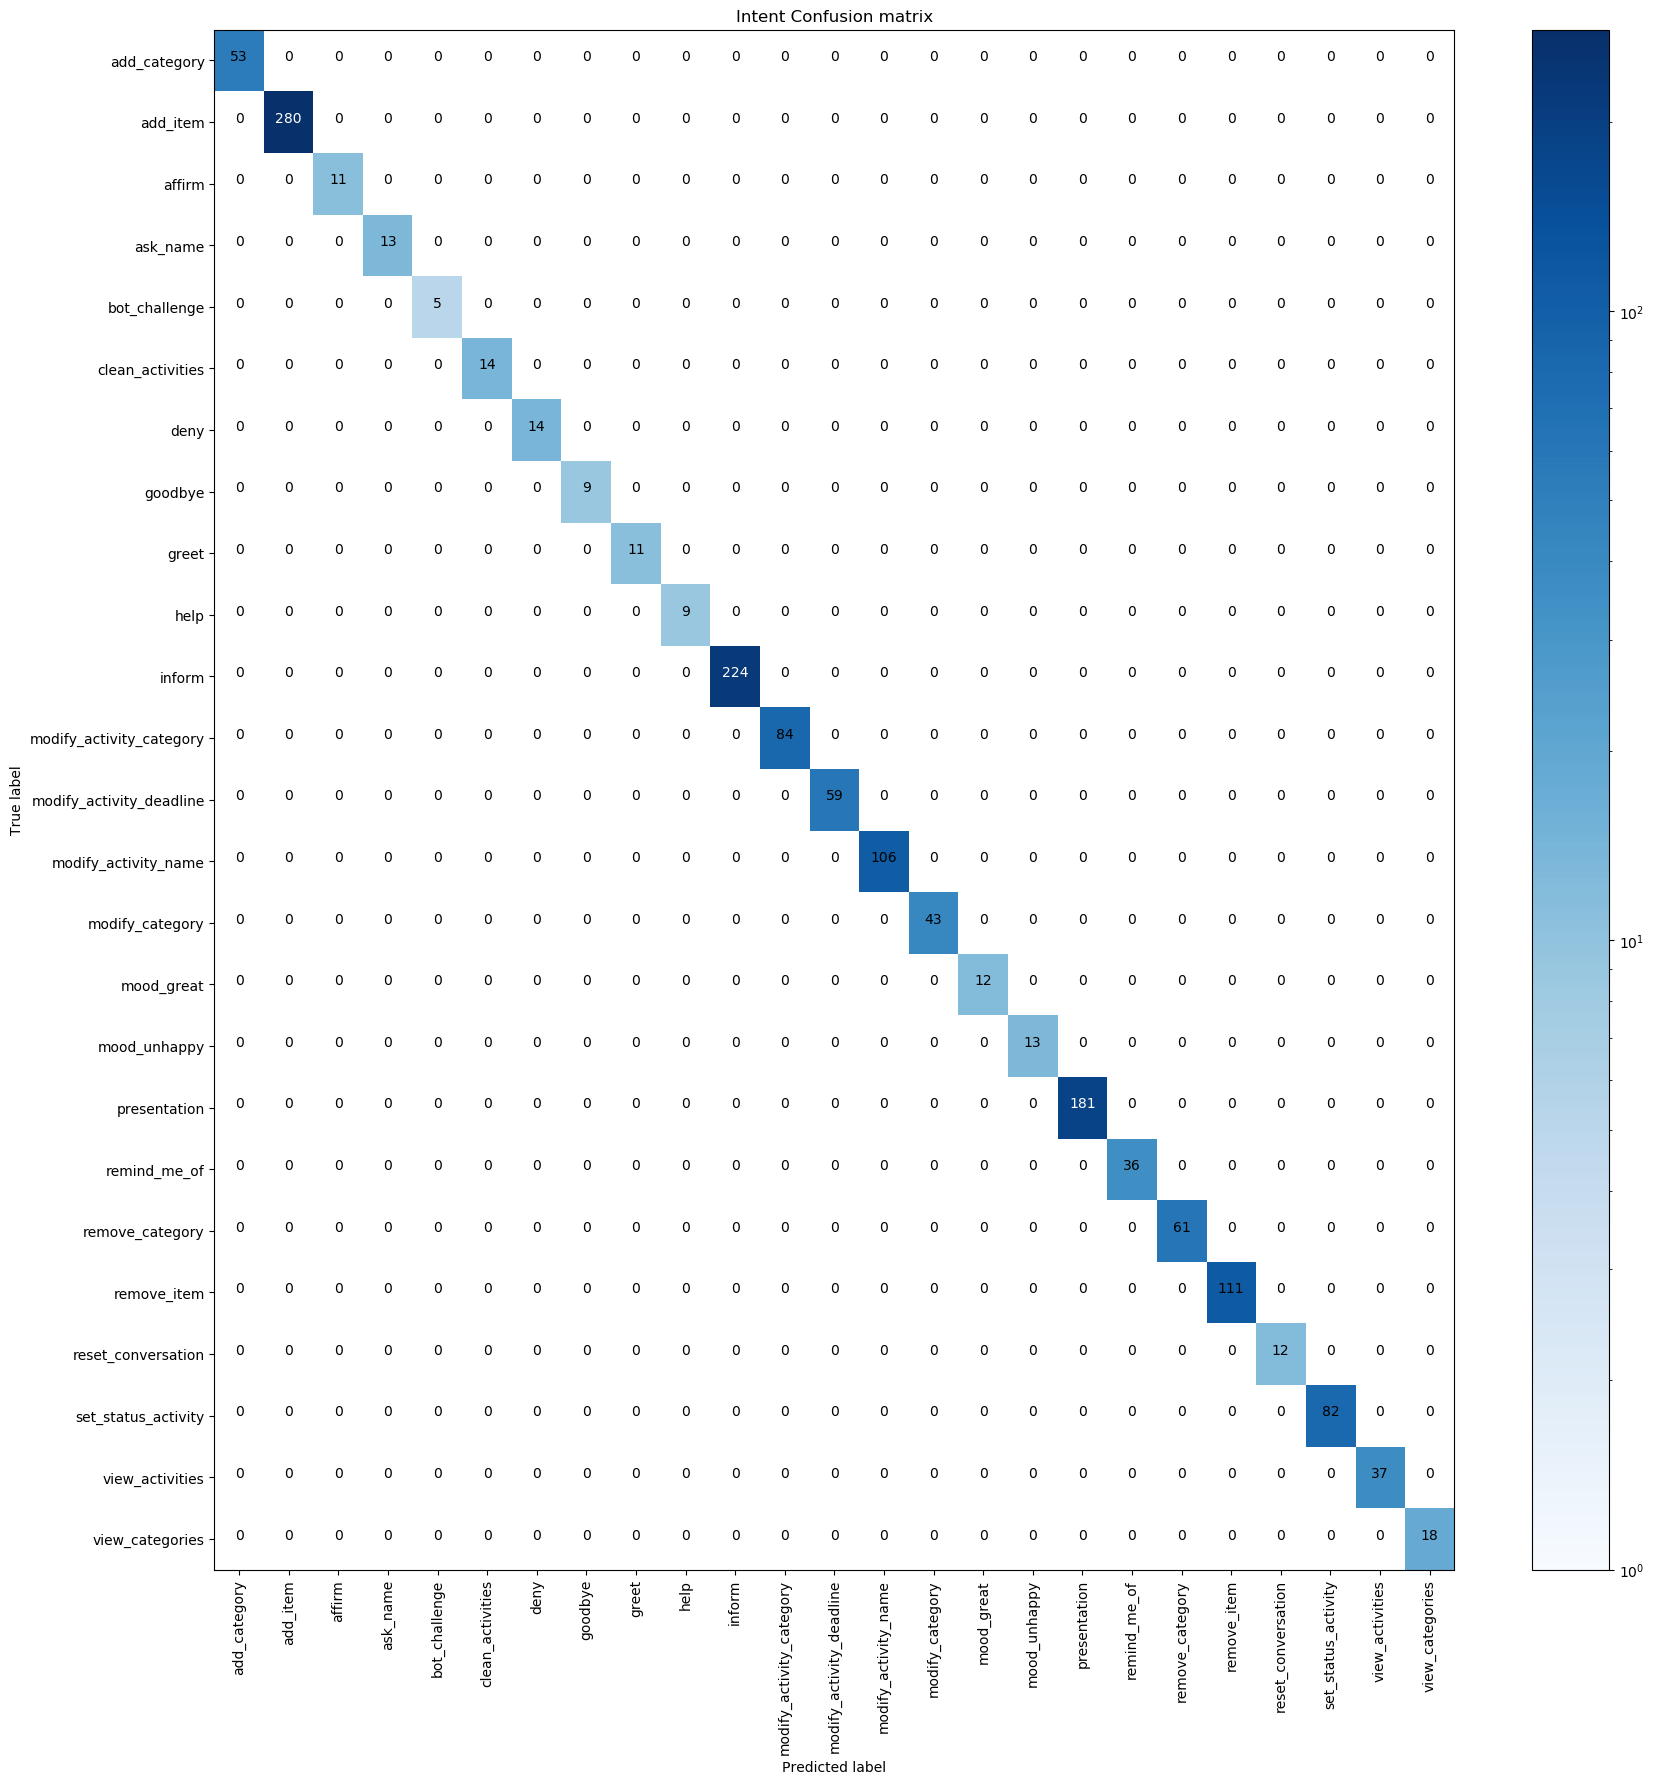 Intent Confusion matrix
add_category 53 0 0 0 0 0 0 0 0 0 0 0 0 0 0 0 0 0 0 0 0 0 0 0 0
add_item 0 280 0 0 0 0 0 0 0 0 0 0 0 0 0 0 0 0 0 0 0 0 0 0 0
affirm 0 0 11 0 0 0 0 0 0 0 0 0 0 0 0 0 0 0 0 0 0 0 0 0 0
ask_name 0 0 0 13 0 0 0 0 0 0 0 0 0 0 0 0 0 0 0 0 0 0 0 0 0
bot_challenge 0 0 0 0 5 0 0 0 0 0 0 0 0 0 0 0 0 0 0 0 0 0 0 0 0
clean_activities 0 0 0 0 0 14 0 0 0 0 0 0 0 0 0 0 0 0 0 0 0 0 0 0 0
deny 0 0 0 0 0 0 14 0 0 0 0 0 0 0 0 0 0 0 0 0 0 0 0 0 0
goodbye 0 0 0 0 0 0 0 9 0 0 0 0 0 0 0 0 0 0 0 0 0 0 0 0 0
greet 0 0 0 0 0 0 0 0 11 0 0 0 0 0 0 0 0 0 0 0 0 0 0 0 0
help 0 0 0 0 0 0 0 0 0 9 0 0 0 0 0 0 0 0 0 0 0 0 0 0 0
inform 0 0 0 0 0 0 0 0 0 0 224 0 0 0 0 0 0 0 0 0 0 0 0 0 0
modify_activity_category 0 0 0 0 0 0 0 0 0 0 0 84 0 0 0 0 0 0 0 0 0 0 0 0 0
modify_activity_deadline 0 0 0 0 0 0 0 0 0 0 0 0 59 0 0 0 0 0 0 0 0 0 0 0 0
modify_activity_name 0 0 0 0 0 0 0 0 0 0 0 0 0 106 0 0 0 0 0 0 0 0 0 0 0
modify_category 0 0 0 0 0 0 0 0 0 0 0 0 0 0 43 0 0 0 0 0 0 0 0 0 0
mood_great 0 0 0 0 0 0 0 0 0 0 0 0 0 0 0 12 0 0 0 0 0 0 0 0 0
mood_unhappy 0 0 0 0 0 0 0 0 0 0 0 0 0 0 0 0 13 0 0 0 0 0 0 0 0
presentation 0 0 0 0 0 0 0 0 0 0 0 0 0 0 0 0 0 181 0 0 0 0 0 0 0
remind_me_of 0 0 0 0 0 0 0 0 0 0 0 0 0 0 0 0 0 0 36 0 0 0 0 0 0
remove_category 0 0 0 0 0 0 0 0 0 0 0 0 0 0 0 0 0 0 0 61 0 0 0 0 0
remove_item 0 0 0 0 0 0 0 0 0 0 0 0 0 0 0 0 0 0 0 0 111 0 0 0 0
reset_conversation 0 0 0 0 0 0 0 0 0 0 0 0 0 0 0 0 0 0 0 0 0 12 0 0 0
set_status_activity 0 0 0 0 0 0 0 0 0 0 0 0 0 0 0 0 0 0 0 0 0 0 82 0 0
view_activities 0 0 0 0 0 0 0 0 0 0 0 0 0 0 0 0 0 0 0 0 0 0 0 37 0
view_categories 0 0 0 0 0 0 0 0 0 0 0 0 0 0 0 0 0 0 0 0 0 0 0 0 18
True label
add_category
add_item
affirm
ask_name
bot_challenge
clean_activities
deny
goodbye
greet
help
inform
modify_activity_category
modify_activity_deadline
modify_activity_name
modify_category
mood_great
mood_unhappy
presentation
remind_me_of
remove_category
remove_item
reset_conversation
set_status_activity
view_activities
view_categories
Predicted label
10²
10¹
10⁰